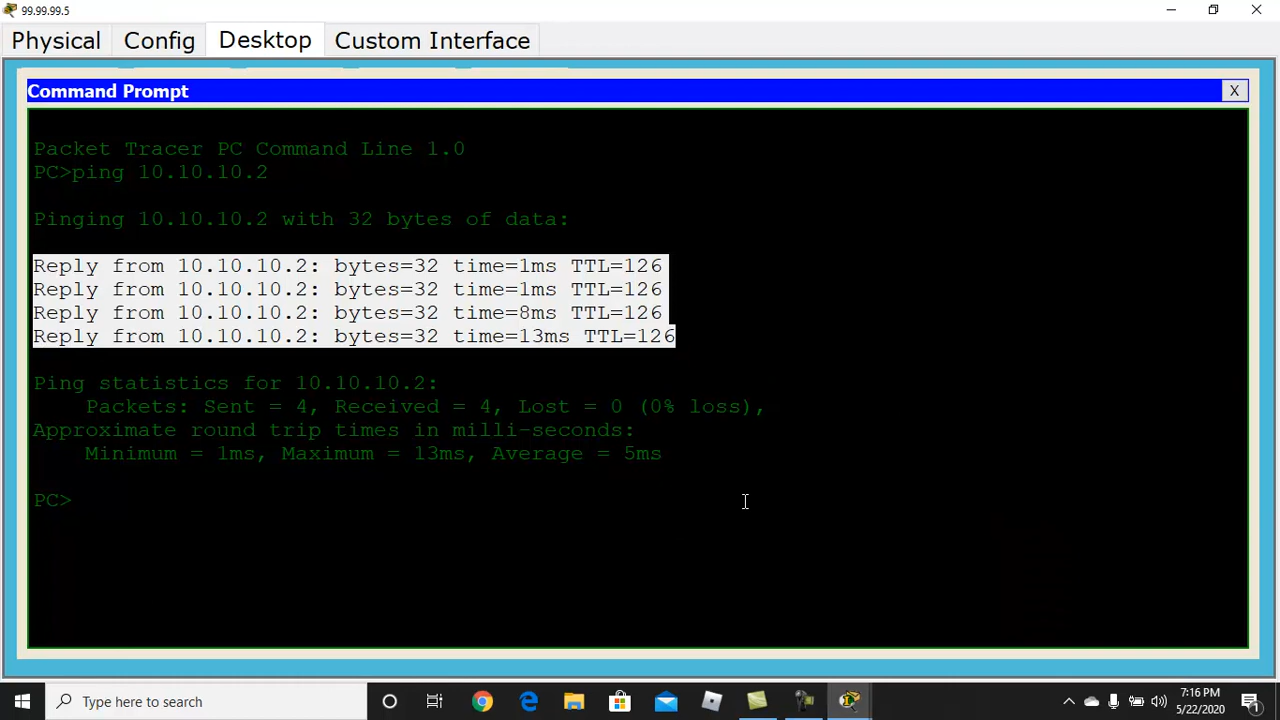 99.99.99.5
Physical Config Desktop Custom Interface
Command Prompt
X
Packet Tracer PC Command Line 1.0
PC>ping 10.10.10.2
Pinging 10.10.10.2 with 32 bytes of data:
Reply from 10.10.10.2: bytes=32 time=1ms TTL=126
Reply from 10.10.10.2: bytes=32 time=1ms TTL=126
Reply from 10.10.10.2: bytes=32 time=8ms TTL=126
Reply from 10.10.10.2: bytes=32 time=13ms TTL=126
Ping statistics for 10.10.10.2:
Packets: Sent = 4, Received = 4, Lost = 0 (0% loss),
Approximate round trip times in milli-seconds:
Minimum = 1ms, Maximum = 13ms, Average = 5ms
PC>
Type here to search
7:16 PM
5/22/2020
1